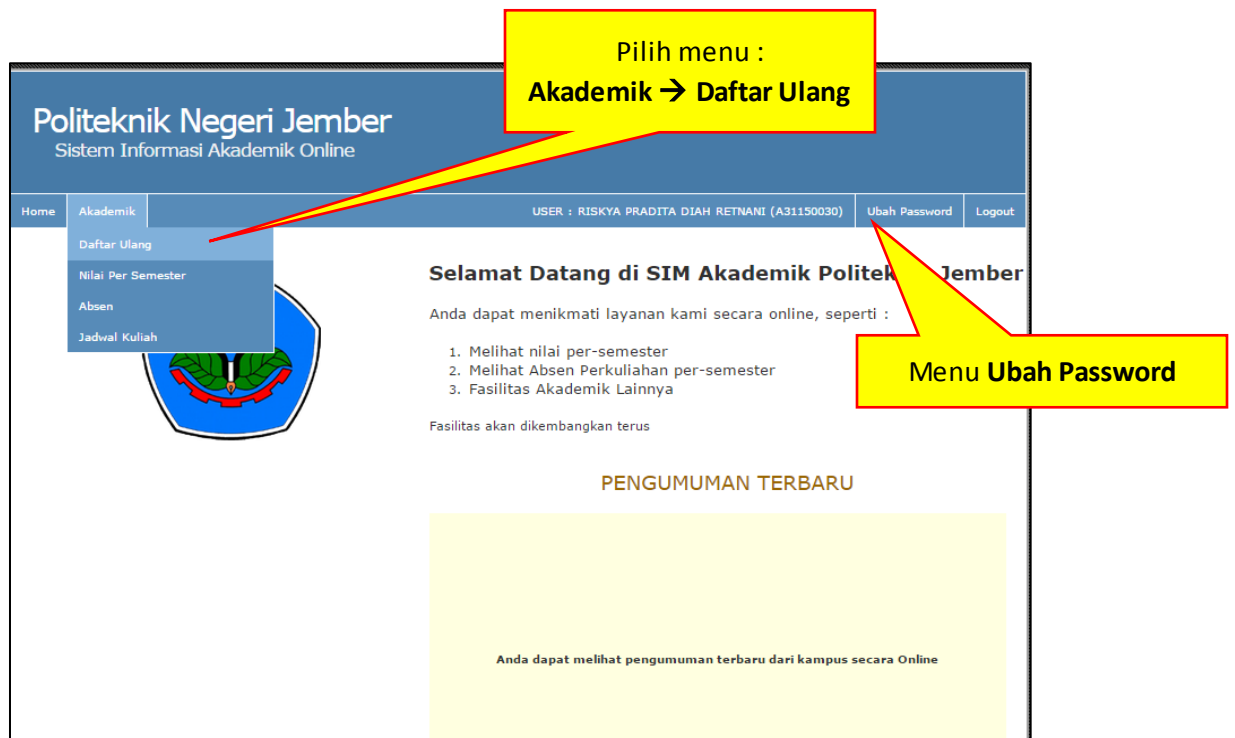 Pilih menu :
Akademik → Daftar Ulang
Politeknik Negeri Jember
Sistem Informasi Akademik Online
Home Akademik USER : RISKYA PRADITA DIAH RETNANI (A31150030) Ubah Password Logout
Daftar Ulang
Nilai Per Semester
Absen
Jadwal Kuliah
Selamat Datang di SIM Akademik Jember
Anda dapat menikmati layanan kami secara online, seperti :
1. Melihat nilai per-semester
2. Melihat Absen Perkuliahan per-semester
3. Fasilitas Akademik Lainnya
Menu Ubah Password
Fasilitas akan dikembangkan terus
PENGUMUMAN TERBARU
Anda dapat melihat pengumuman terbaru dari kampus secara Online